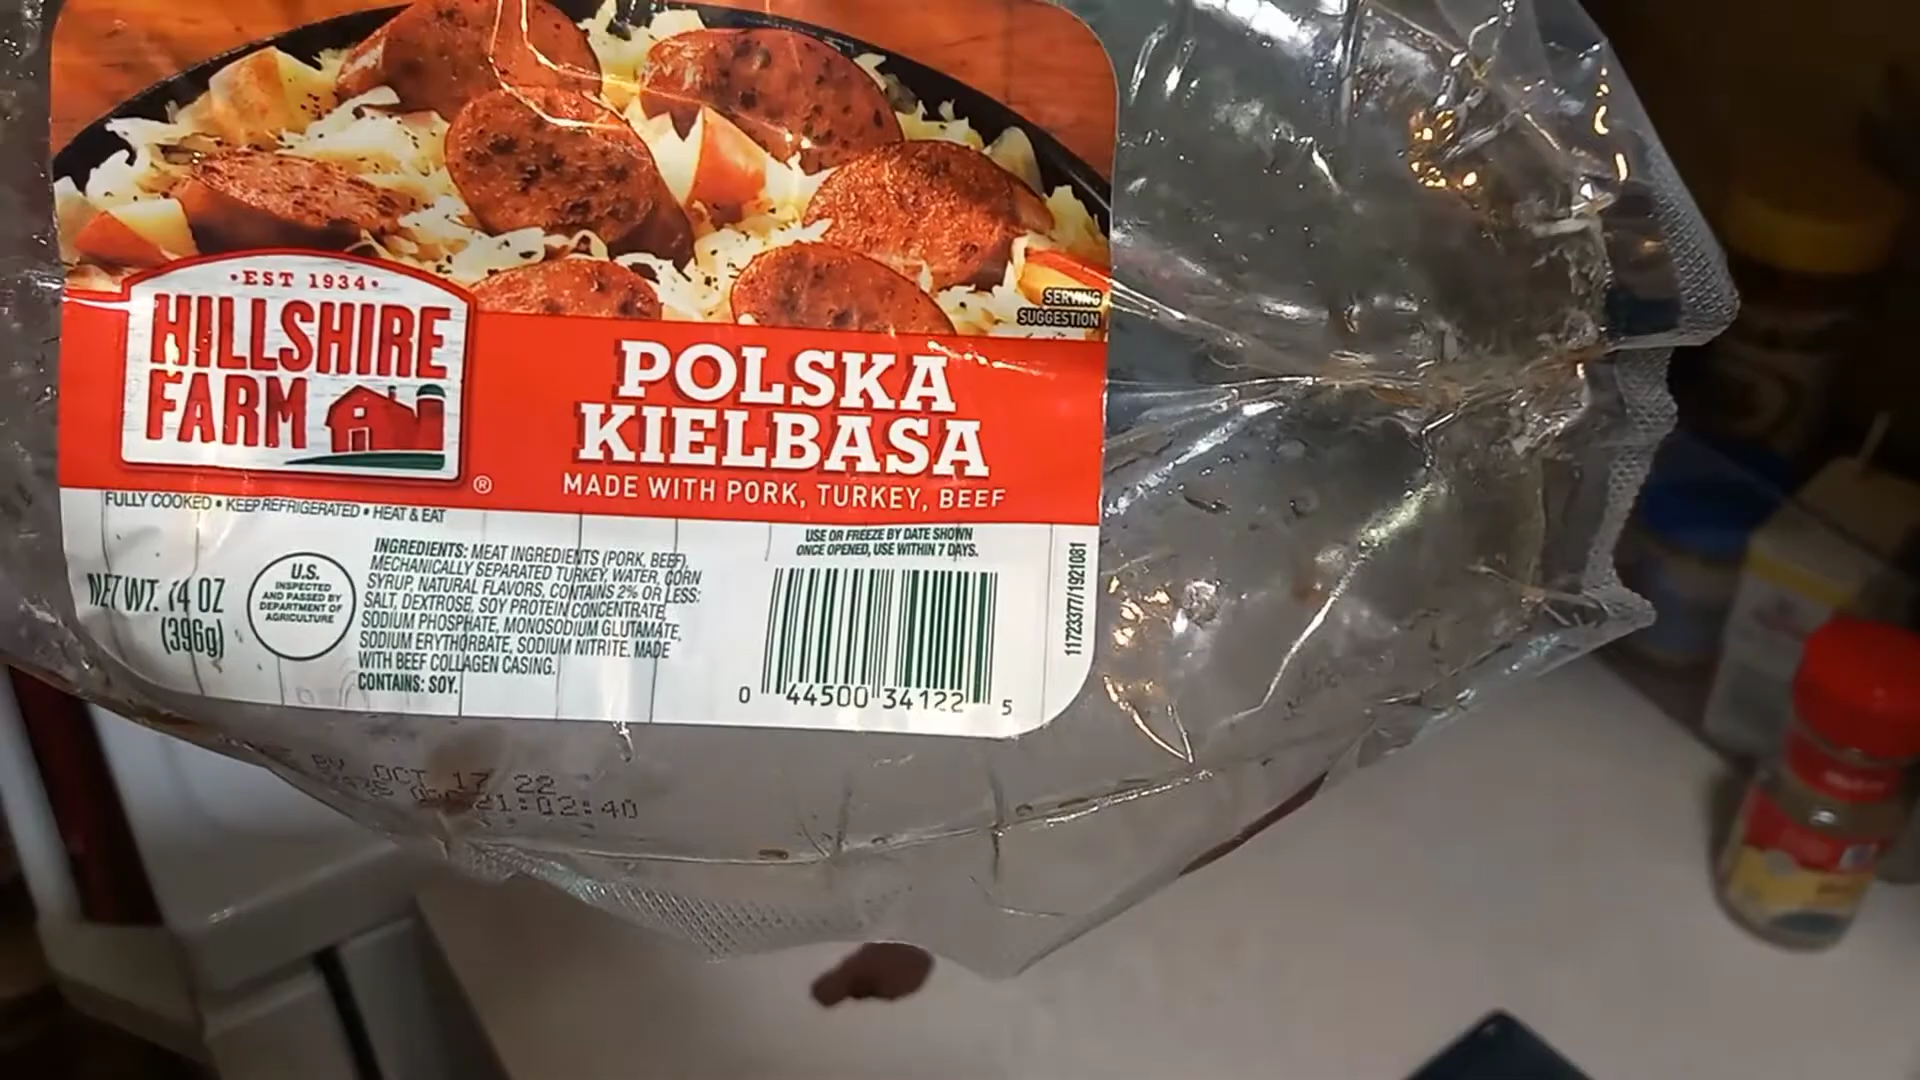 SERVING
SUGGESTION
•EST 1934•
HILLSHIRE
FARM
®
POLSKA
KIELBASA
MADE WITH PORK, TURKEY, BEEF
FULLY COOKED • KEEP REFRIGERATED • HEAT & EAT
NET WT. 14 OZ
(396g)
U.S.
INSPECTED
AND PASSED BY
DEPARTMENT OF
AGRICULTURE
INGREDIENTS: MEAT INGREDIENTS (PORK, BEEF),
MECHANICALLY SEPARATED TURKEY, WATER, CORN
SYRUP, NATURAL FLAVORS, CONTAINS 2% OR LESS:
SALT, DEXTROSE, SOY PROTEIN CONCENTRATE,
SODIUM PHOSPHATE, MONOSODIUM GLUTAMATE,
SODIUM ERYTHORBATE, SODIUM NITRITE. MADE
WITH BEEF COLLAGEN CASING.
CONTAINS: SOY.
USE OR FREEZE BY DATE SHOWN
ONCE OPENED, USE WITHIN 7 DAYS.
0 44500 34122 5
11723377/1921081
BY OCT 17 22
21:02:40